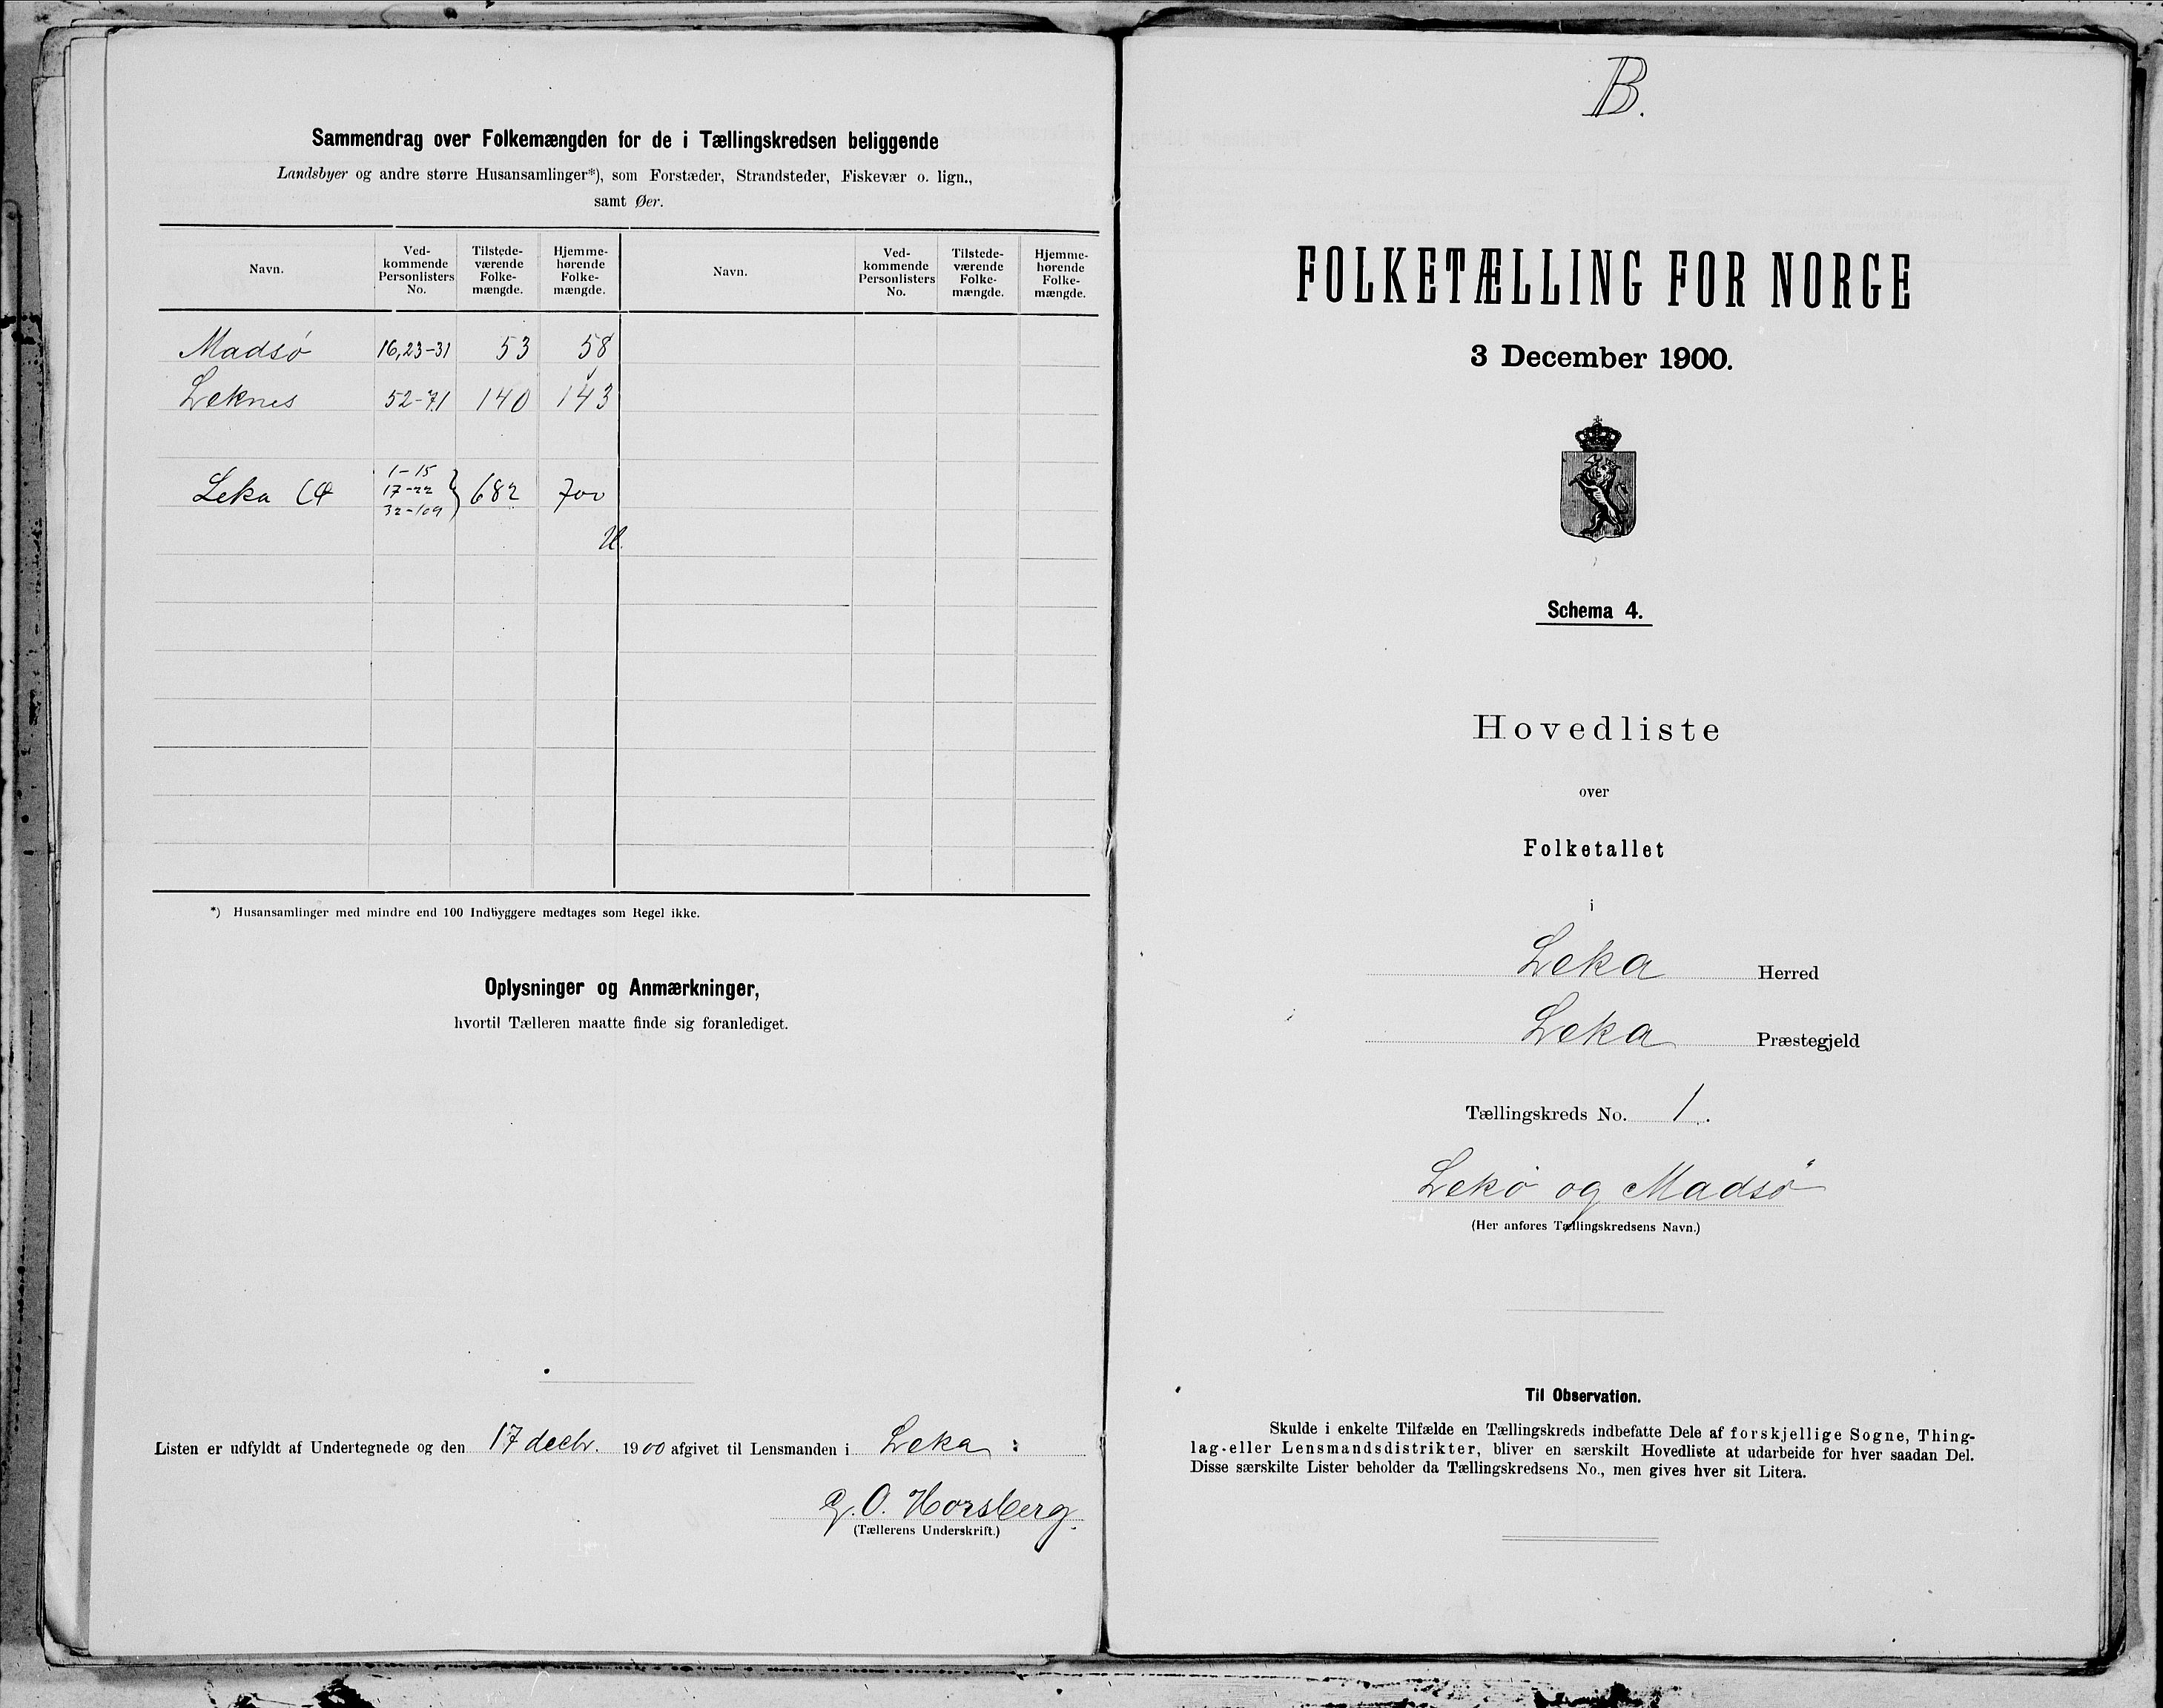 Sammendrag over Folkemængden for de i Tællingskredsen beliggende
Landsbyer og andre større Husansamlinger*), som Forstæder, Strandsteder, Fiskevær o. lign.,
samt Øer.
Navn. Ved-kommende Personlisters No. Tilstede-værende Folke-mængde. Hjemme-hørende Folke-mængde. Navn. Ved-kommende Personlisters No. Tilstede-værende Folke-mængde. Hjemme-hørende Folke-mængde.
Madsø 16,23-31 53 58
Leknes 52-71 140 143
Leka 1-15 17-22 32-109 } 682 700
*) Husansamlinger med mindre end 100 Indbyggere medtages som Regel ikke.
Oplysninger og Anmærkninger,
hvortil Tælleren maatte finde sig foranlediget.
Listen er udfyldt af Undertegnede og den 17 decbr. 1900 afgivet til Lensmanden i Leka :
O. Horsberg.
(Tællerens Underskrift.)
B.
FOLKETÆLLING FOR NORGE
3 December 1900.
Schema 4.
Hovedliste
over
Folketallet
i
Leka Herred
Leka Præstegjeld
Tællingskreds No. 1.
Lekø og Madsø
(Her anføres Tællingskredsens Navn.)
Til Observation.
Skulde i enkelte Tilfælde en Tællingskreds indbefatte Dele af forskjellige Sogne, Thing-
lag- eller Lensmandsdistrikter, bliver en særskilt Hovedliste at udarbeide for hver saadan Del.
Disse særskilte Lister beholder da Tællingskredsens No., men gives hver sit Litera.